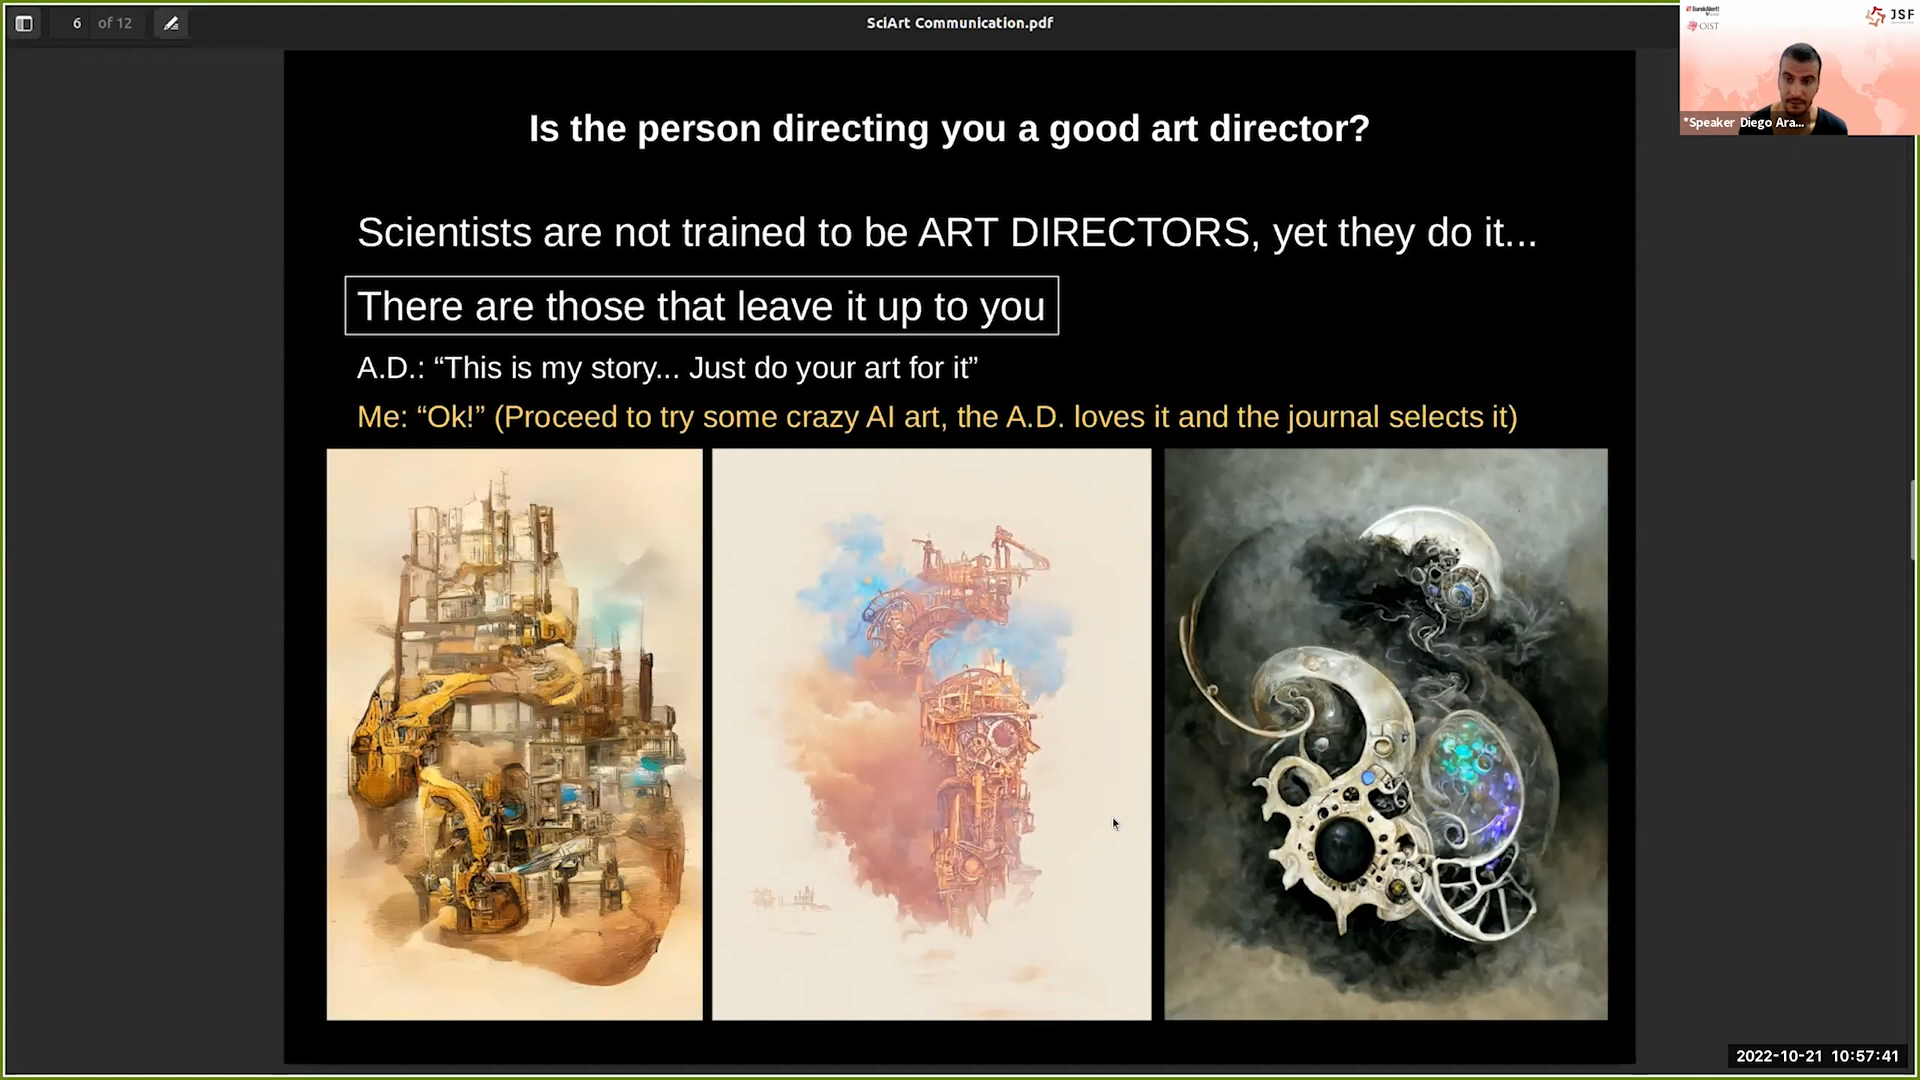 6 of 12
SciArt Communication.pdf
EurekAlert!
OIST
JSF
*Speaker Diego Ara...
Is the person directing you a good art director?
Scientists are not trained to be ART DIRECTORS, yet they do it...
There are those that leave it up to you
A.D.: “This is my story... Just do your art for it”
Me: “Ok!” (Proceed to try some crazy AI art, the A.D. loves it and the journal selects it)
2022-10-21 10:57:41